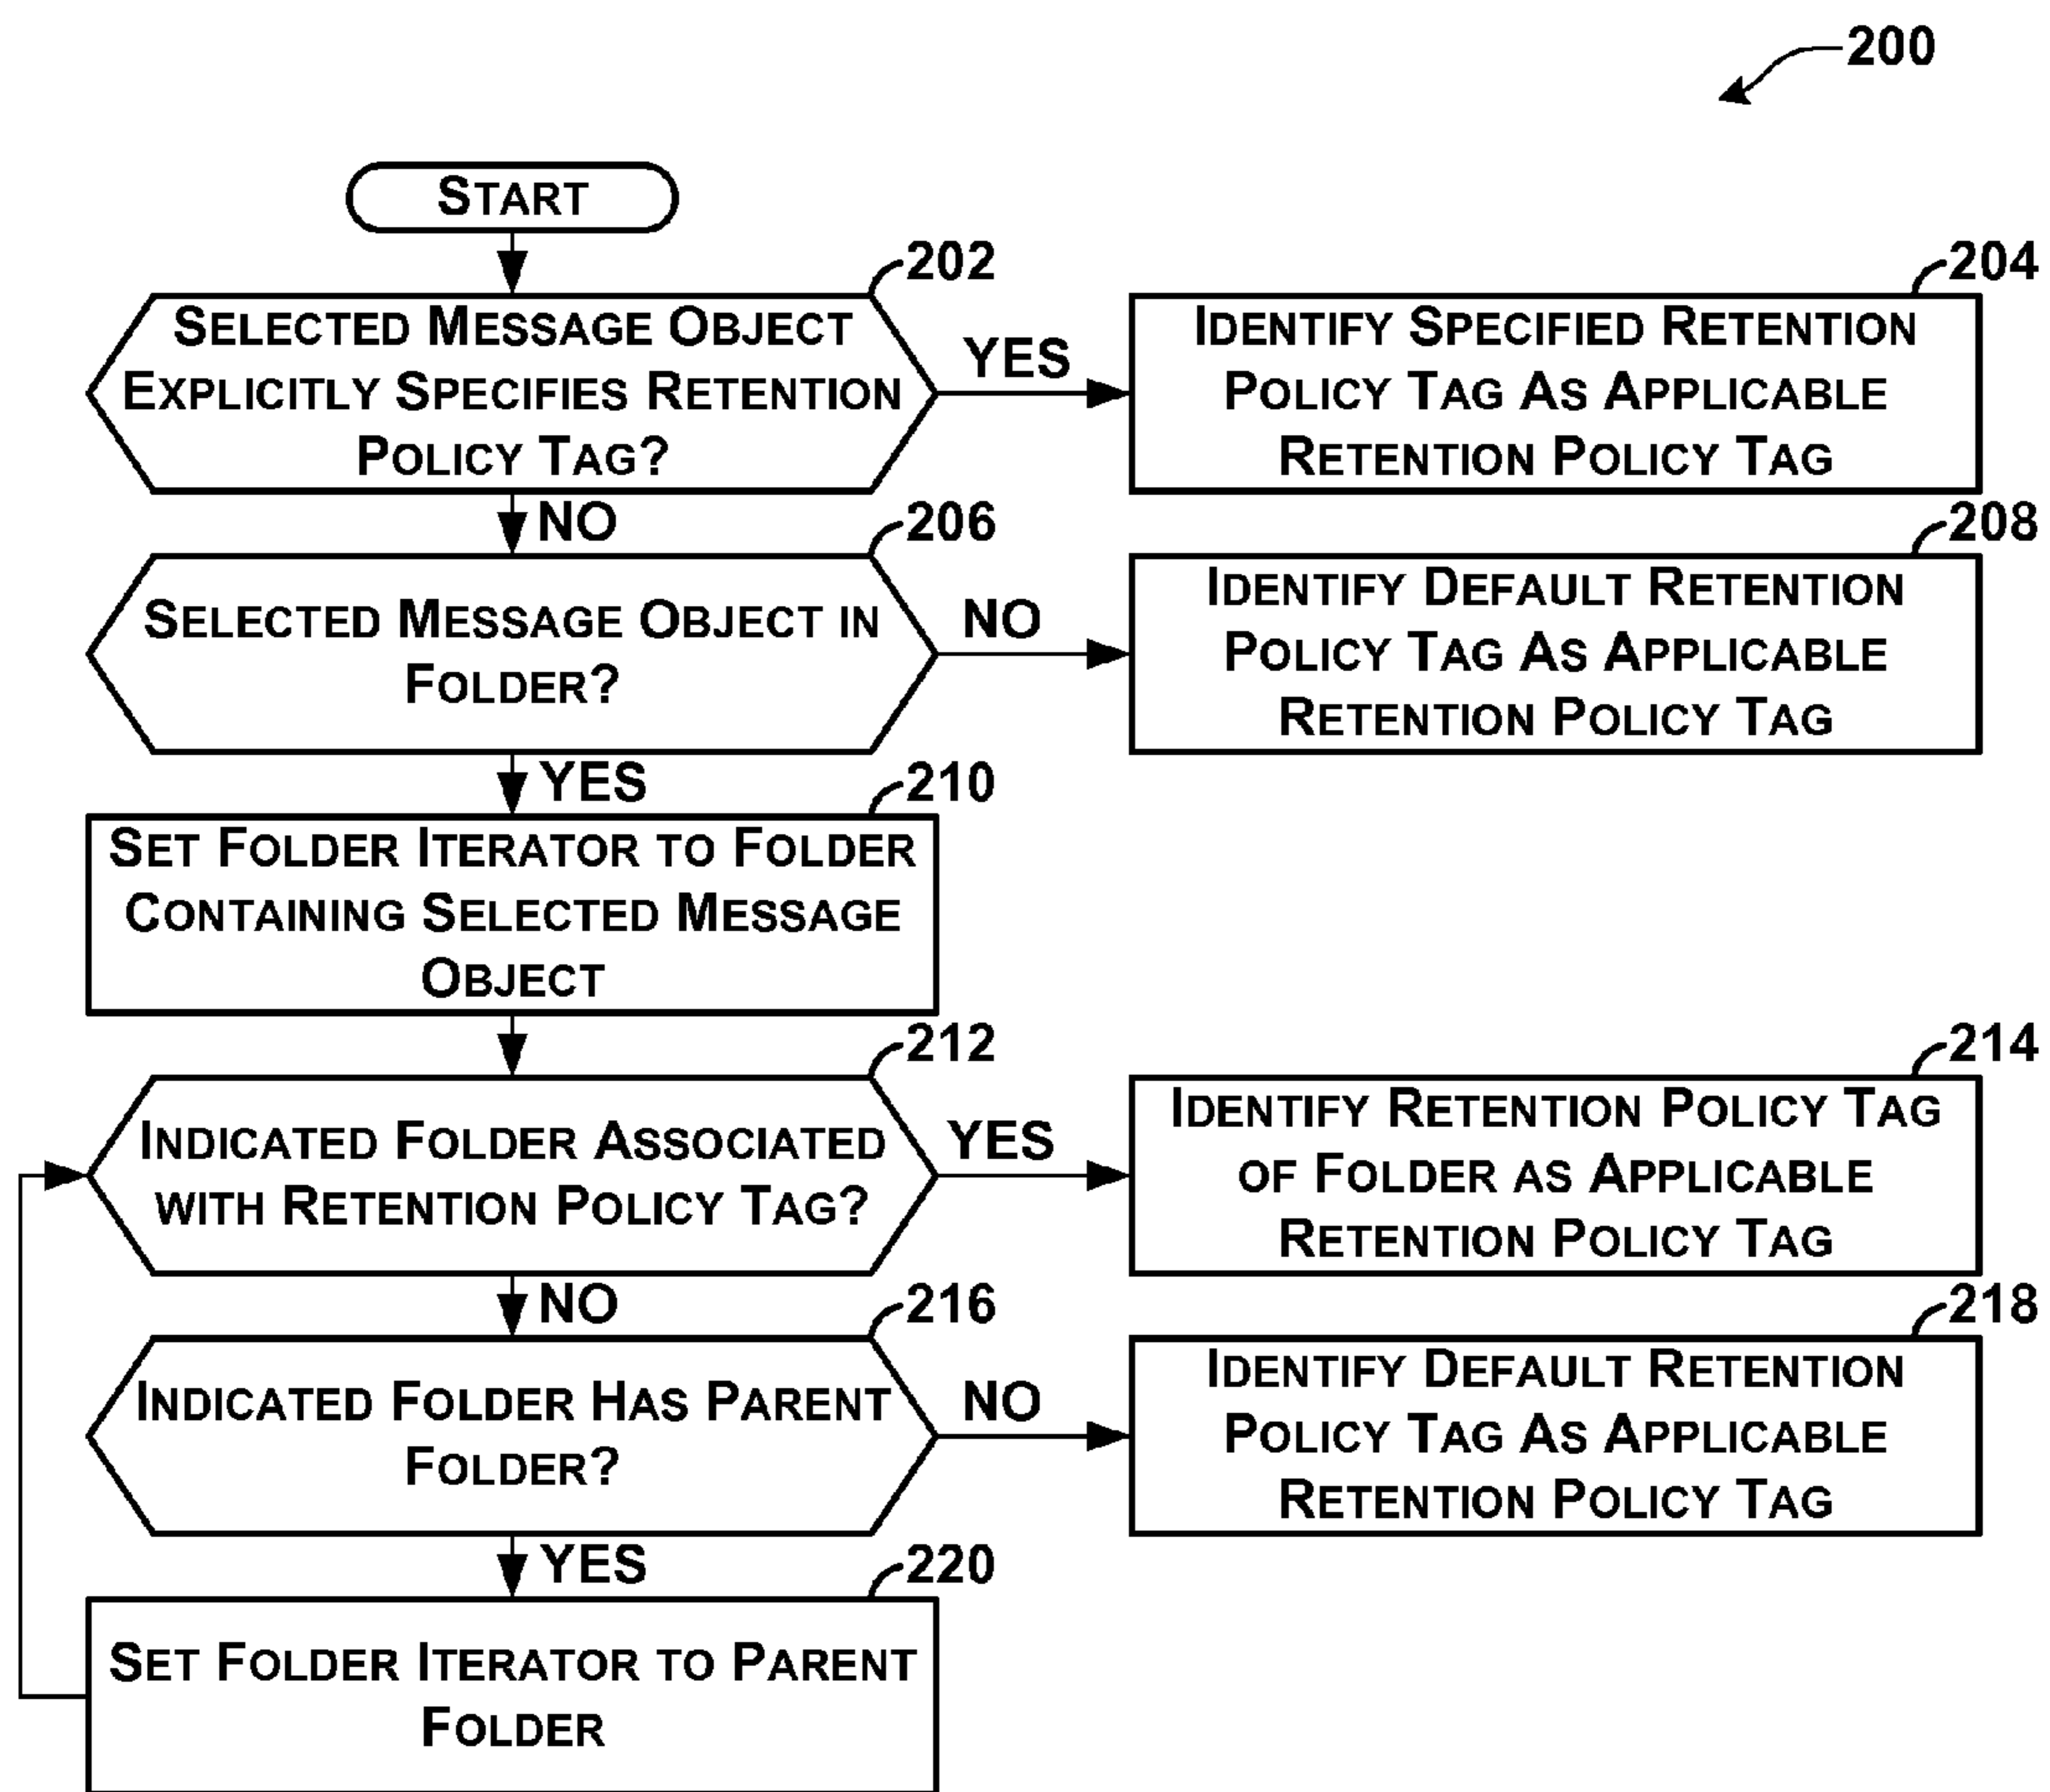 200
START
202
SELECTED MESSAGE OBJECT
EXPLICITLY SPECIFIES RETENTION
POLICY TAG?
YES
204
IDENTIFY SPECIFIED RETENTION
POLICY TAG AS APPLICABLE
RETENTION POLICY TAG
NO
206
SELECTED MESSAGE OBJECT IN
FOLDER?
NO
208
IDENTIFY DEFAULT RETENTION
POLICY TAG AS APPLICABLE
RETENTION POLICY TAG
YES
210
SET FOLDER ITERATOR TO FOLDER
CONTAINING SELECTED MESSAGE
OBJECT
212
INDICATED FOLDER ASSOCIATED
WITH RETENTION POLICY TAG?
YES
214
IDENTIFY RETENTION POLICY TAG
OF FOLDER AS APPLICABLE
RETENTION POLICY TAG
NO
216
INDICATED FOLDER HAS PARENT
FOLDER?
NO
218
IDENTIFY DEFAULT RETENTION
POLICY TAG AS APPLICABLE
RETENTION POLICY TAG
YES
220
SET FOLDER ITERATOR TO PARENT
FOLDER